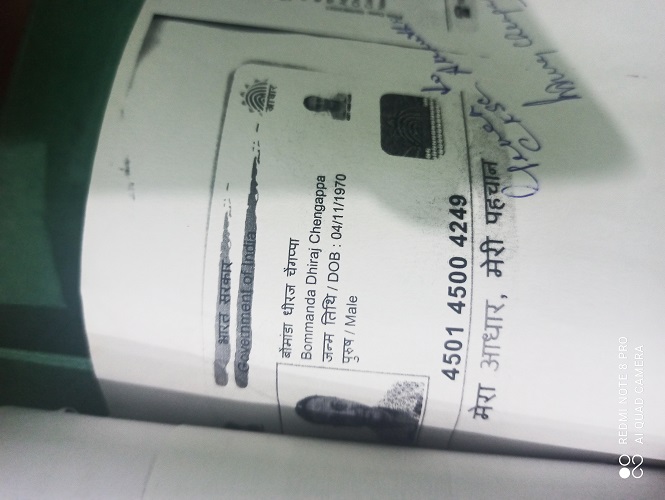 आधार
भारत सरकार
Government of India
बोंमांडा धीरज चेंगप्पा
Bommanda Dhiraj Chengappa
जन्म तिथि / DOB : 04/11/1970
पुरुष / Male
4501 4500 4249
मेरा आधार, मेरी पहचान
REDMI NOTE 8 PRO
AI QUAD CAMERA